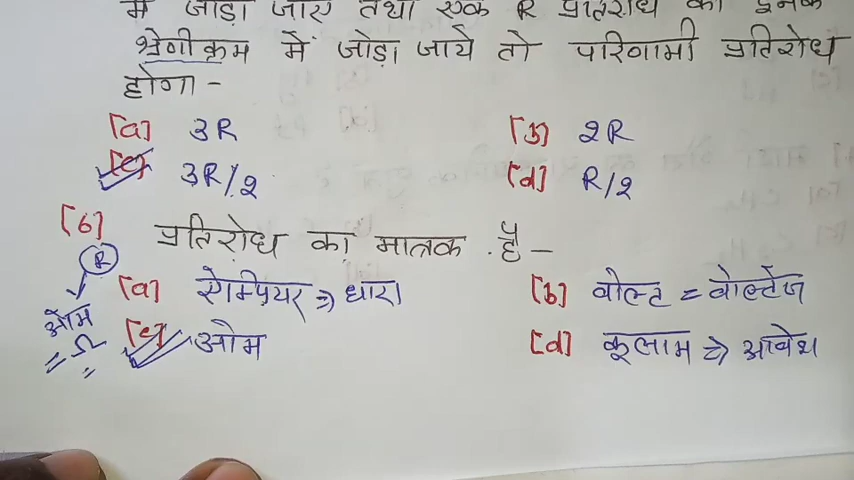 में जोड़ा जाए तथा एक R प्रतिरोध को इनके
श्रेणीक्रम में जोड़ा जाये तो परिणामी प्रतिरोध
होगा -
[a] 3R [b] 2R
[c] 3R/2 [d] R/2
[6] प्रतिरोध का मात्रक है -
R
[a] ऐम्पियर ⇒ धारा [b] वोल्ट = वोल्टेज
ओम
[c] ओम [d] कूलाम ⇒ आवेश
= Ω =